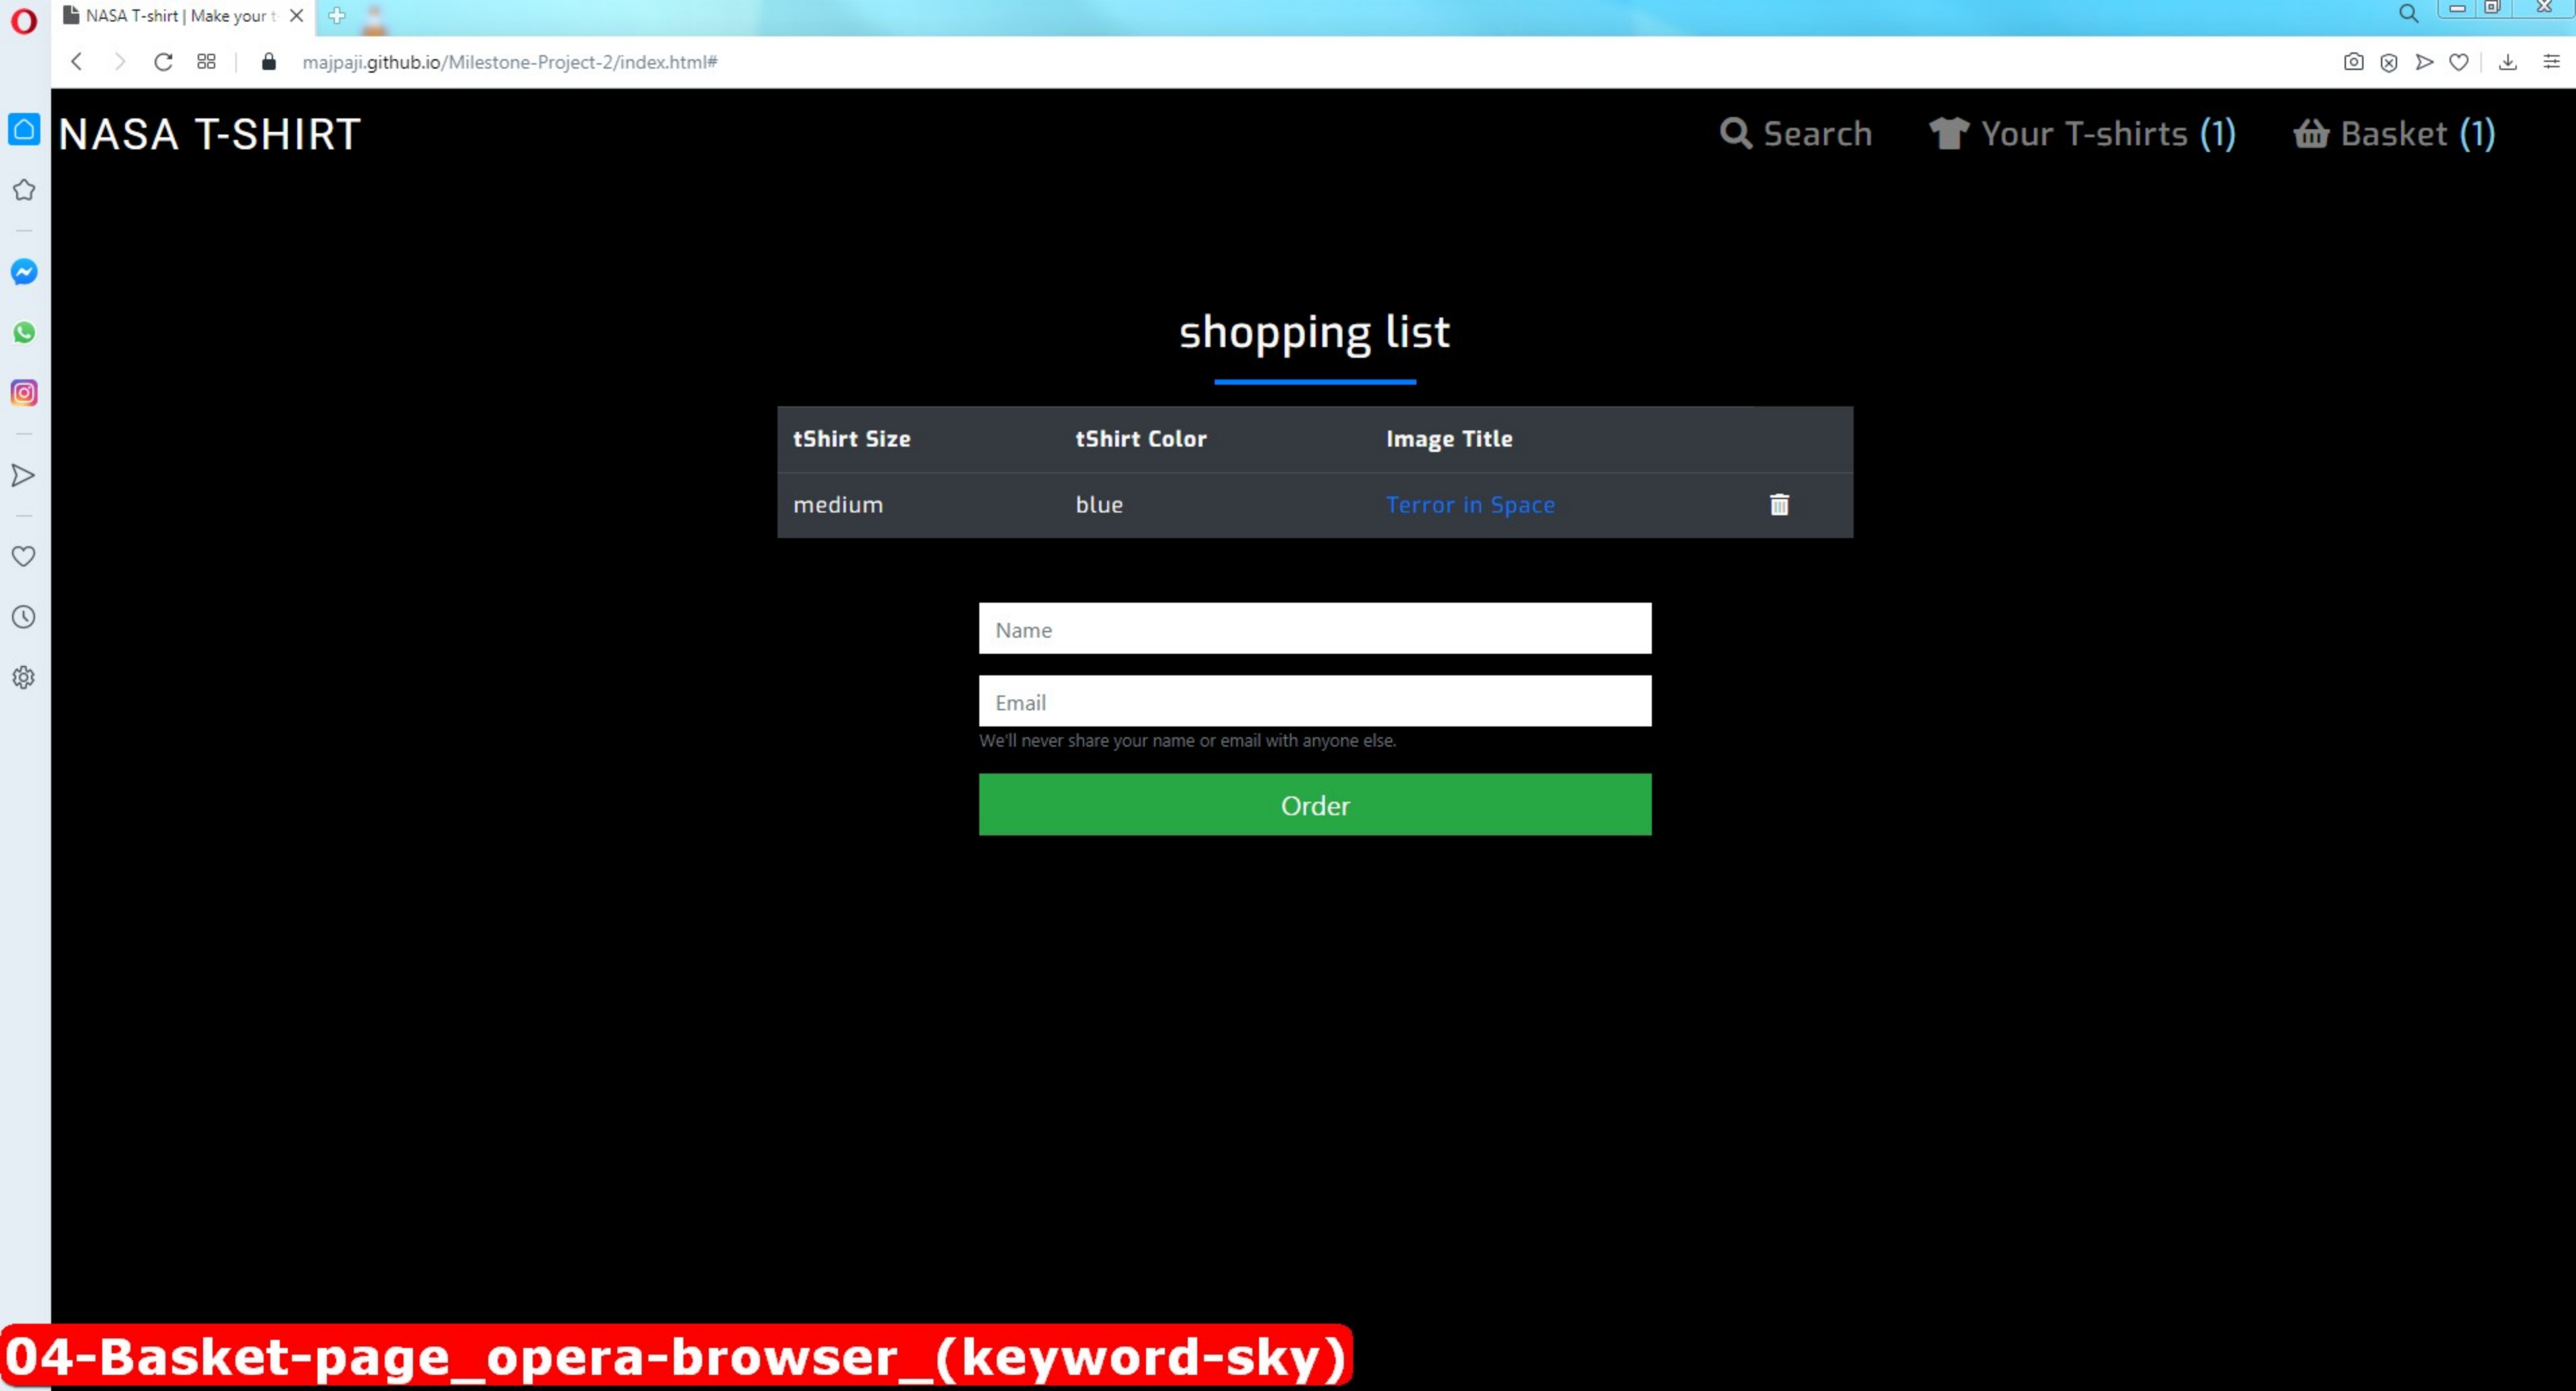 NASA T-shirt | Make your t
majpaji.github.io/Milestone-Project-2/index.html#
NASA T-SHIRT
Search
Your T-shirts (1)
Basket (1)
shopping list
tShirt Size tShirt Color Image Title
medium blue Terror in Space
Name
Email
We'll never share your name or email with anyone else.
Order
04-Basket-page_opera-browser_(keyword-sky)